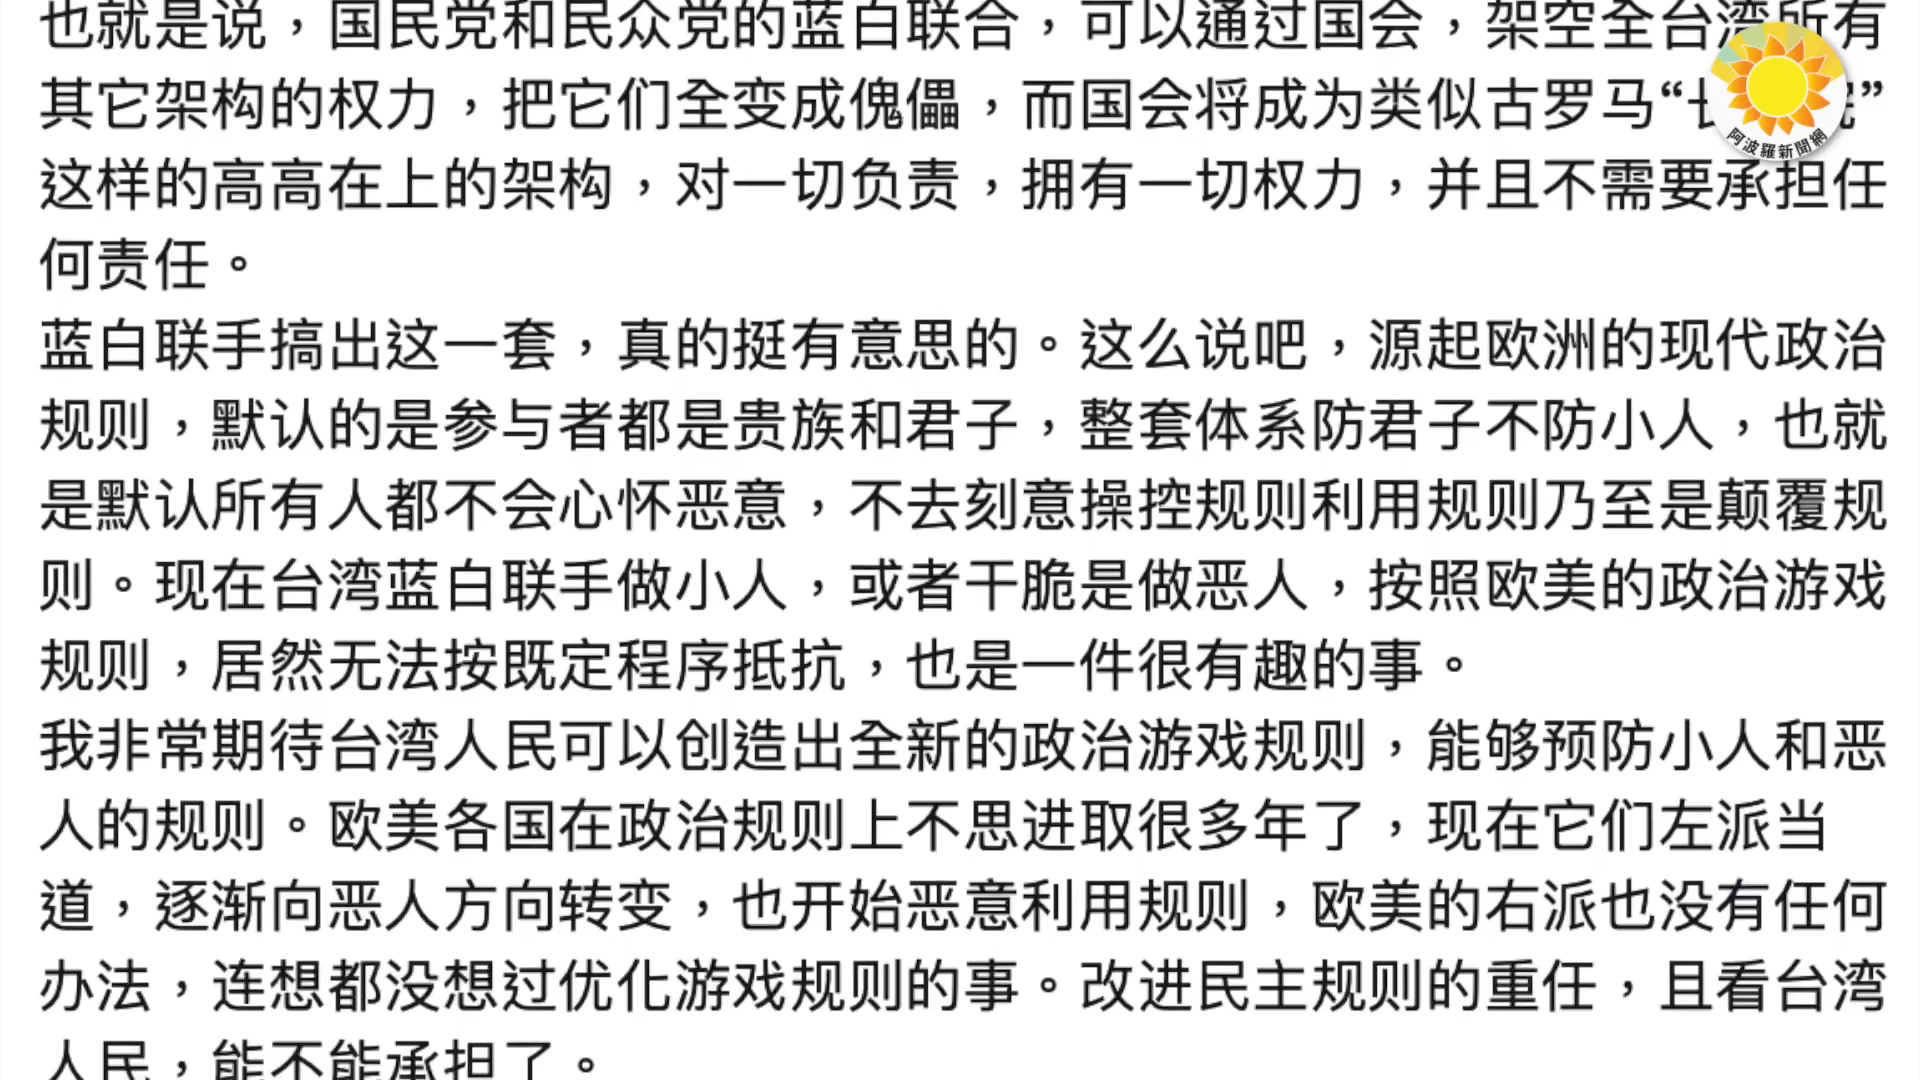 也就是说，国民党和民众党的蓝白联合，可以通过国会，架空全台湾所有
其它架构的权力，把它们全变成傀儡，而国会将成为类似古罗马“长 ”
这样的高高在上的架构，对一切负责，拥有一切权力，并且不需要承担任
何责任。
蓝白联手搞出这一套，真的挺有意思的。这么说吧，源起欧洲的现代政治
规则，默认的是参与者都是贵族和君子，整套体系防君子不防小人，也就
是默认所有人都不会心怀恶意，不去刻意操控规则利用规则乃至是颠覆规
则。现在台湾蓝白联手做小人，或者干脆是做恶人，按照欧美的政治游戏
规则，居然无法按既定程序抵抗，也是一件很有趣的事。
我非常期待台湾人民可以创造出全新的政治游戏规则，能够预防小人和恶
人的规则。欧美各国在政治规则上不思进取很多年了，现在它们左派当
道，逐渐向恶人方向转变，也开始恶意利用规则，欧美的右派也没有任何
办法，连想都没想过优化游戏规则的事。改进民主规则的重任，且看台湾
人民，能不能承担了。
阿波羅新聞網